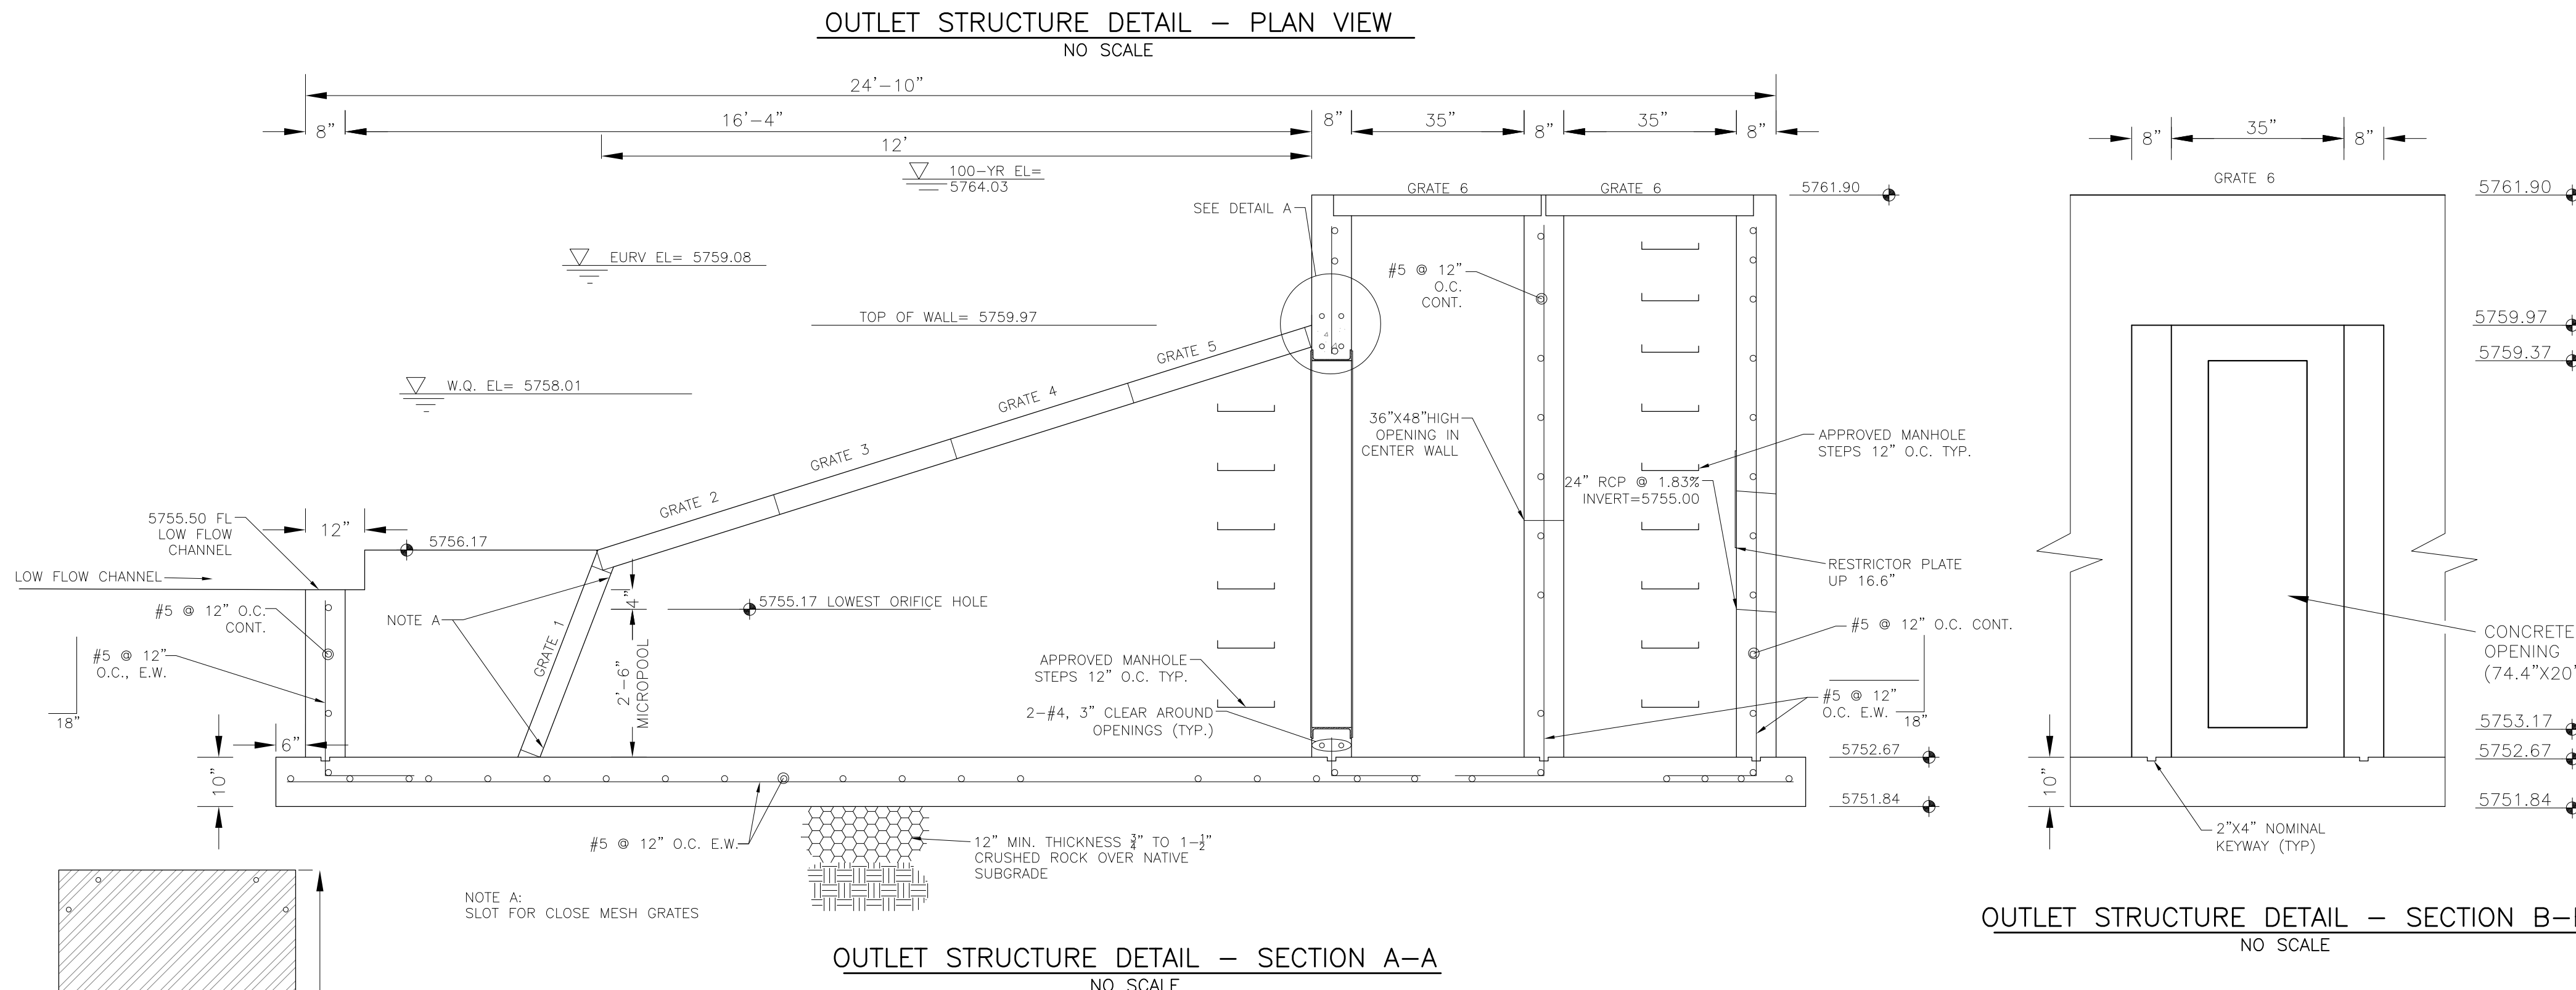 OUTLET STRUCTURE DETAIL - PLAN VIEW
NO SCALE
24'-10"
8"
16'-4"
8"
35"
8"
35"
8"
12'
100-YR EL=
5764.03
GRATE 6
GRATE 6
5761.90
SEE DETAIL A
EURV EL= 5759.08
#5 @ 12"
O.C.
CONT.
TOP OF WALL= 5759.97
GRATE 5
W.Q. EL= 5758.01
GRATE 4
36"X48"HIGH
OPENING IN
CENTER WALL
APPROVED MANHOLE
STEPS 12" O.C. TYP.
GRATE 3
24" RCP @ 1.83%
INVERT=5755.00
GRATE 2
5755.50 FL
LOW FLOW
CHANNEL
12"
5756.17
RESTRICTOR PLATE
UP 16.6"
LOW FLOW CHANNEL
4"
5755.17 LOWEST ORIFICE HOLE
#5 @ 12" O.C.
CONT.
NOTE A
#5 @ 12" O.C. CONT.
GRATE 1
#5 @ 12"
O.C., E.W.
2'-6"
MICROPOOL
APPROVED MANHOLE
STEPS 12" O.C. TYP.
#5 @ 12"
O.C. E.W.
18"
18"
2-#4, 3" CLEAR AROUND
OPENINGS (TYP.)
6"
5752.67
10"
5751.84
#5 @ 12" O.C. E.W.
12" MIN. THICKNESS 3/4" TO 1-1/2"
CRUSHED ROCK OVER NATIVE
SUBGRADE
NOTE A:
SLOT FOR CLOSE MESH GRATES
OUTLET STRUCTURE DETAIL - SECTION A-A
NO SCALE
8"
35"
8"
GRATE 6
5761.90
5759.97
5759.37
CONCRETE
OPENING
(74.4"X20"
5753.17
5752.67
10"
5751.84
2"X4" NOMINAL
KEYWAY (TYP)
OUTLET STRUCTURE DETAIL - SECTION B-
NO SCALE